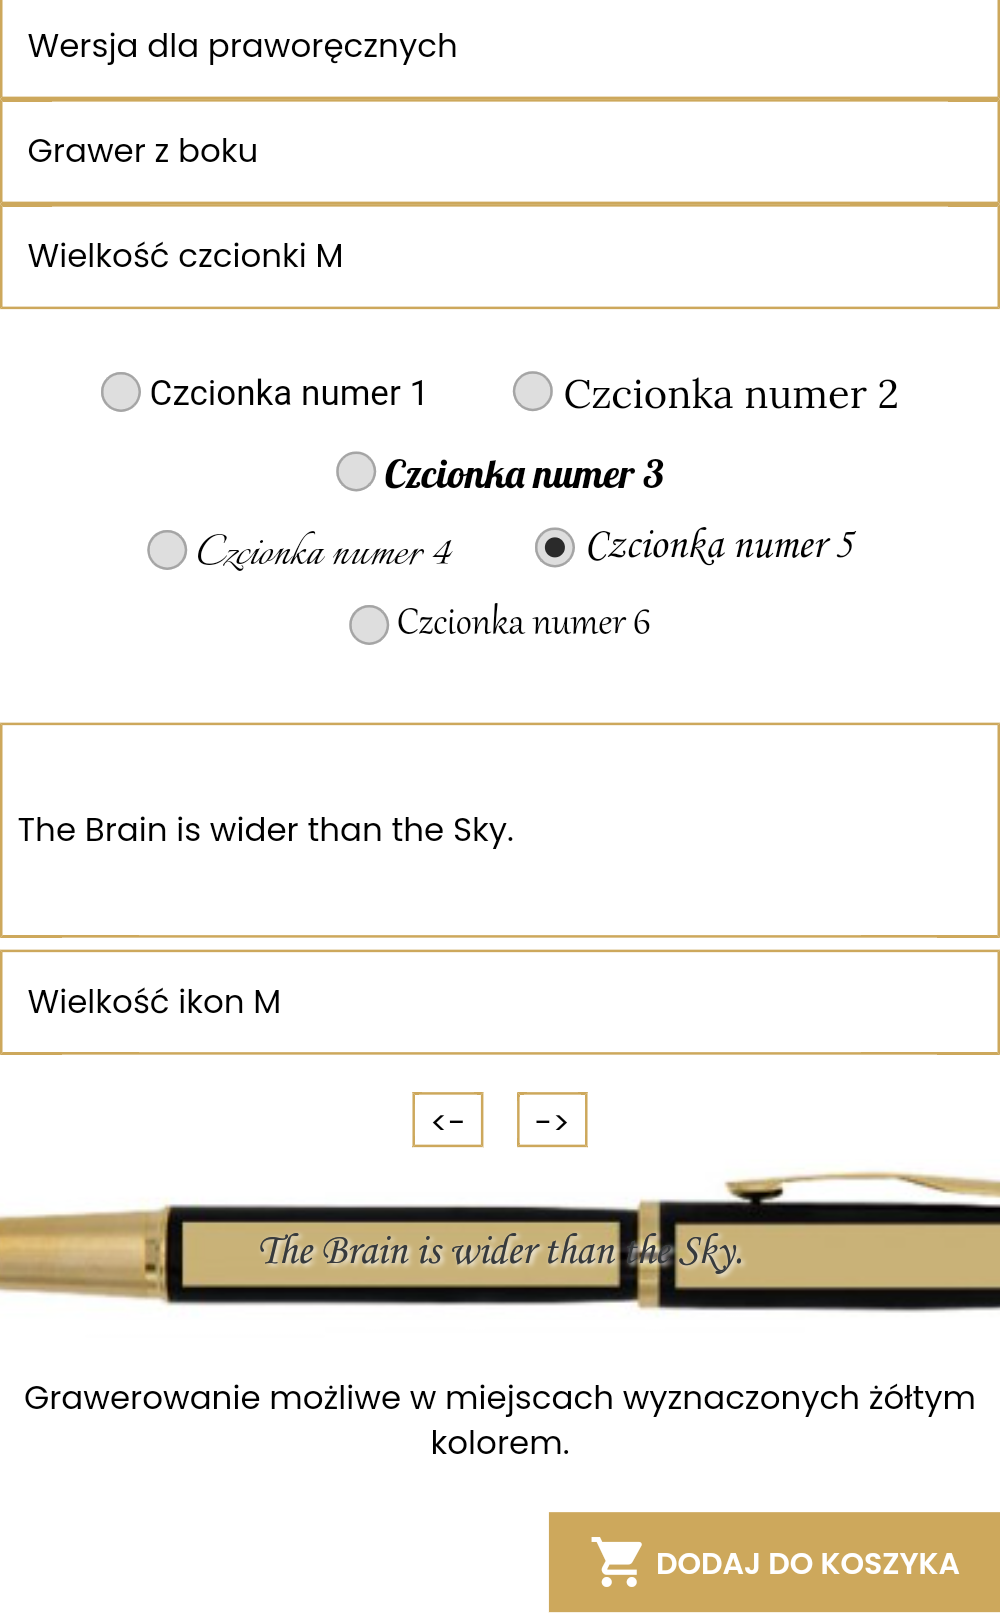 Wersja dla praworęcznych
Grawer z boku
Wielkość czcionki M
Czcionka numer 1
Czcionka numer 2
Czcionka numer 3
Czcionka numer 4
Czcionka numer 5
Czcionka numer 6
The Brain is wider than the Sky.
Wielkość ikon M
<- ->
The Brain is wider than the Sky.
Grawerowanie możliwe w miejscach wyznaczonych żółtym
kolorem.
DODAJ DO KOSZYKA